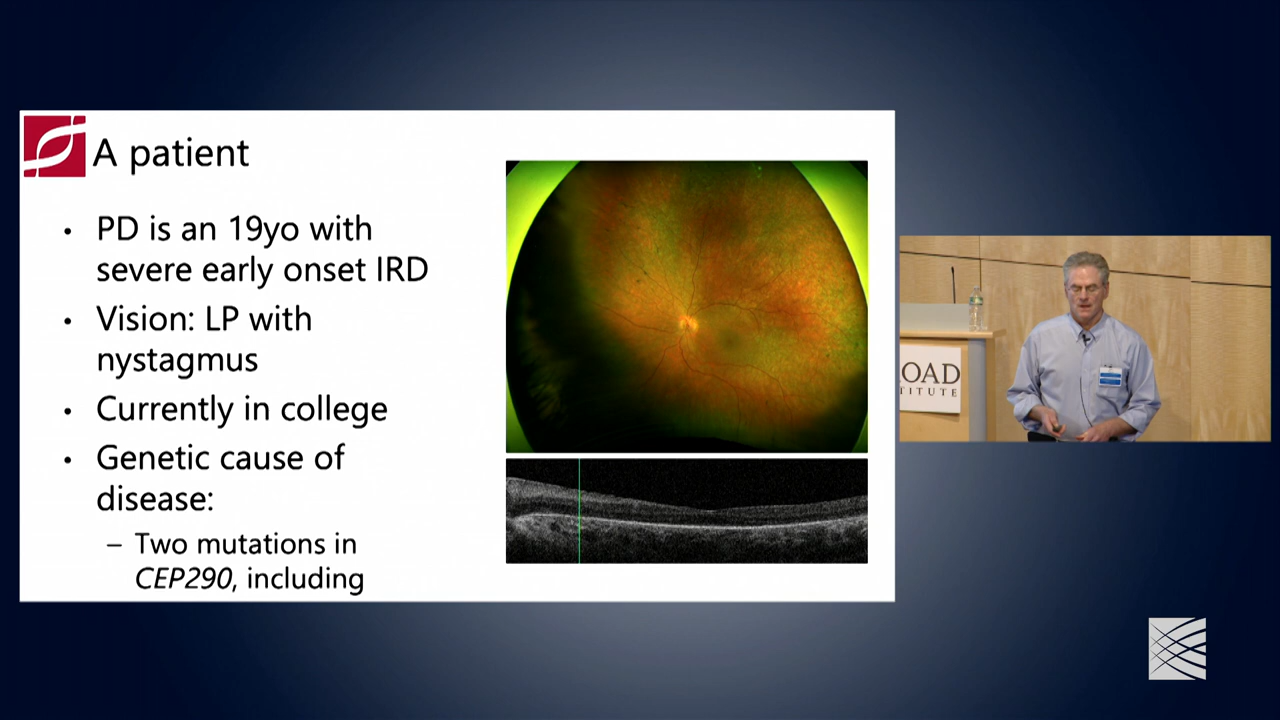 A patient
• PD is an 19yo with
severe early onset IRD
• Vision: LP with
nystagmus
• Currently in college
• Genetic cause of
disease:
– Two mutations in
CEP290, including
OAD
TITUTE